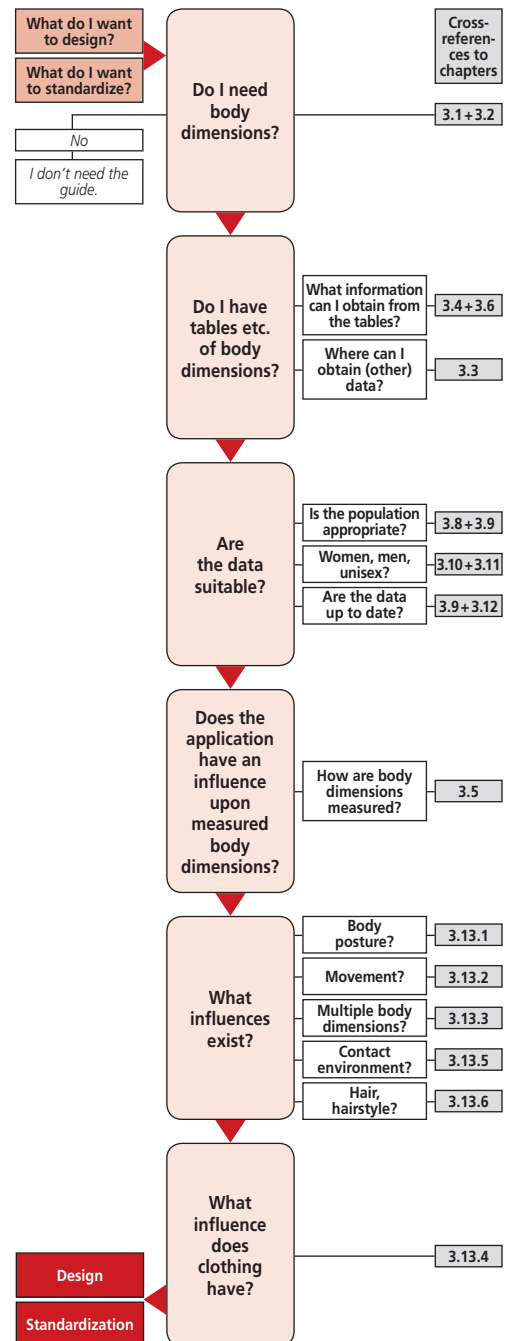 What do I want
to design?
What do I want
to standardize?
Cross-
referen-
ces to
chapters
Do I need
body
dimensions?
3.1 + 3.2
No
I don't need the
guide.
Do I have
tables etc.
of body
dimensions?
What information
can I obtain from
the tables?
3.4 + 3.6
Where can I
obtain (other)
data?
3.3
Are
the data
suitable?
Is the population
appropriate?
3.8 + 3.9
Women, men,
unisex?
3.10 + 3.11
Are the data
up to date?
3.9 + 3.12
Does the
application
have an
influence
upon
measured
body
dimensions?
How are body
dimensions
measured?
3.5
What
influences
exist?
Body
posture?
3.13.1
Movement?
3.13.2
Multiple body
dimensions?
3.13.3
Contact
environment?
3.13.5
Hair,
hairstyle?
3.13.6
What
influence
does
clothing
have?
3.13.4
Design
Standardization